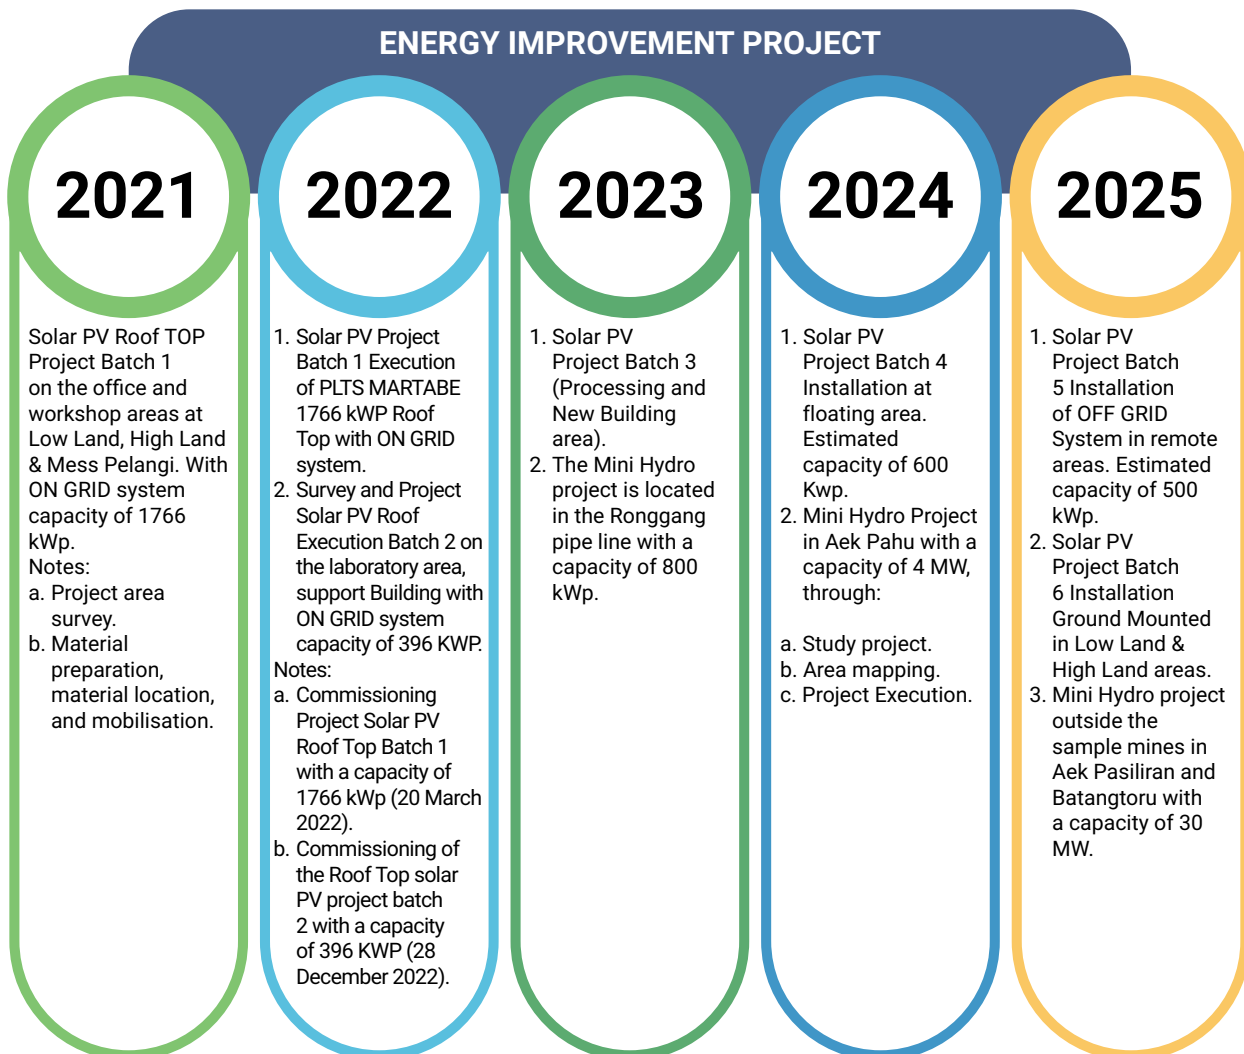 ENERGY IMPROVEMENT PROJECT
2021
Solar PV Roof TOP
Project Batch 1
on the office and
workshop areas at
Low Land, High Land
& Mess Pelangi. With
ON GRID system
capacity of 1766
kWp.
Notes:
a. Project area
survey.
b. Material
preparation,
material location,
and mobilisation.
2022
1. Solar PV Project
Batch 1 Execution
of PLTS MARTABE
1766 kWP Roof
Top with ON GRID
system.
2. Survey and Project
Solar PV Roof
Execution Batch 2 on
the laboratory area,
support Building with
ON GRID system
capacity of 396 KWP.
Notes:
a. Commissioning
Project Solar PV
Roof Top Batch 1
with a capacity of
1766 kWp (20 March
2022).
b. Commissioning of
the Roof Top solar
PV project batch
2 with a capacity
of 396 KWP (28
December 2022).
2023
1. Solar PV
Project Batch 3
(Processing and
New Building
area).
2. The Mini Hydro
project is located
in the Ronggang
pipe line with a
capacity of 800
kWp.
2024
1. Solar PV
Project Batch 4
Installation at
floating area.
Estimated
capacity of 600
Kwp.
2. Mini Hydro Project
in Aek Pahu with a
capacity of 4 MW,
through:
a. Study project.
b. Area mapping.
c. Project Execution.
2025
1. Solar PV
Project Batch
5 Installation
of OFF GRID
System in remote
areas. Estimated
capacity of 500
kWp.
2. Solar PV
Project Batch
6 Installation
Ground Mounted
in Low Land &
High Land areas.
3. Mini Hydro project
outside the
sample mines in
Aek Pasiliran and
Batangtoru with
a capacity of 30
MW.